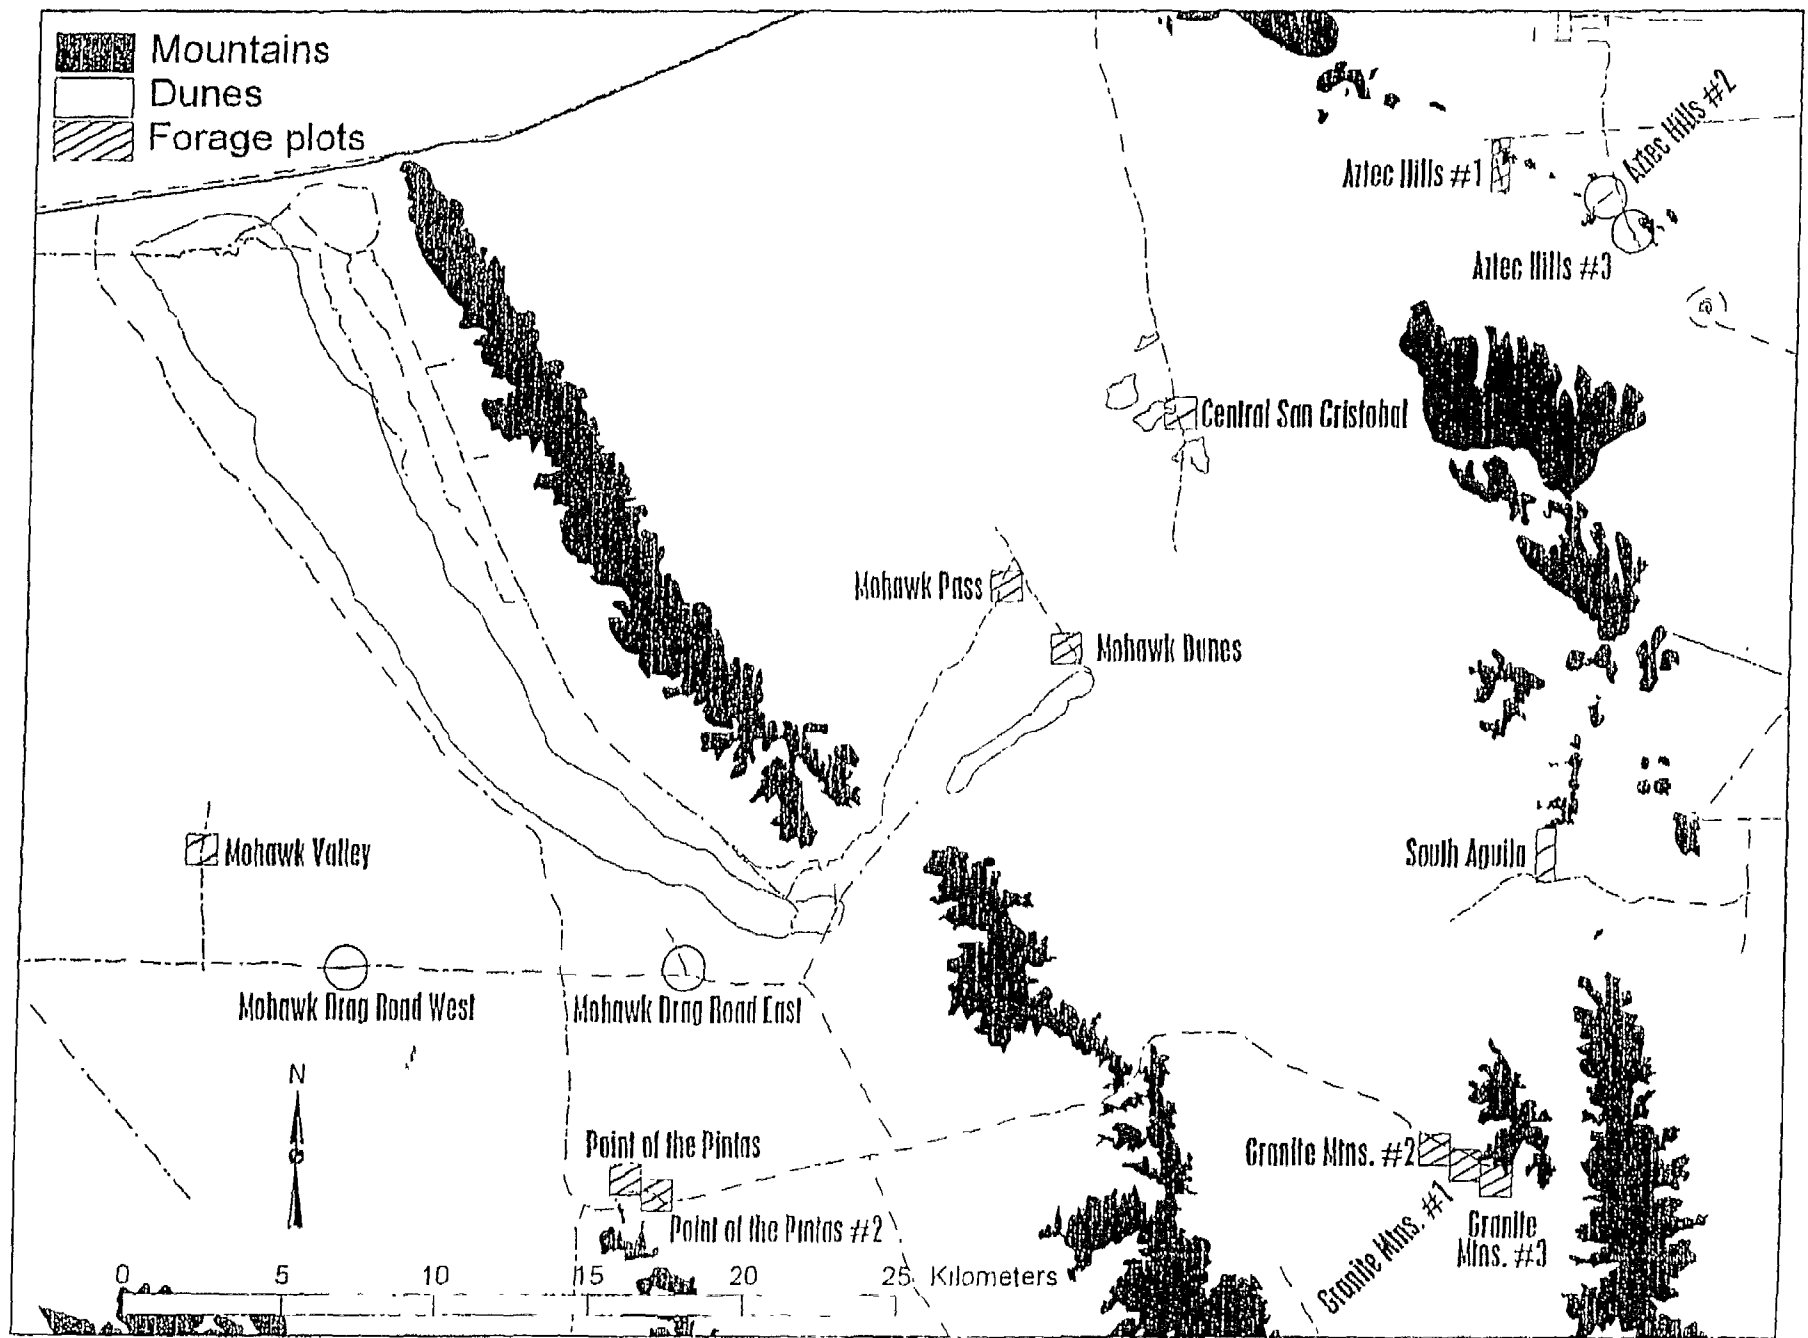 Mountains
Dunes
Forage plots
Aztec Hills #2
Aztec Hills #1
Aztec Hills #3
Central San Cristobal
Mohawk Pass
Mohawk Dunes
Mohawk Valley
South Aguila
Mohawk Drag Road West
Mohawk Drag Road East
N
Point of the Pintas
Granite Mtns. #2
Granite Mtns. #1
Granite
Mtns. #3
Point of the Pintas #2
0 5 10 15 20 25 Kilometers